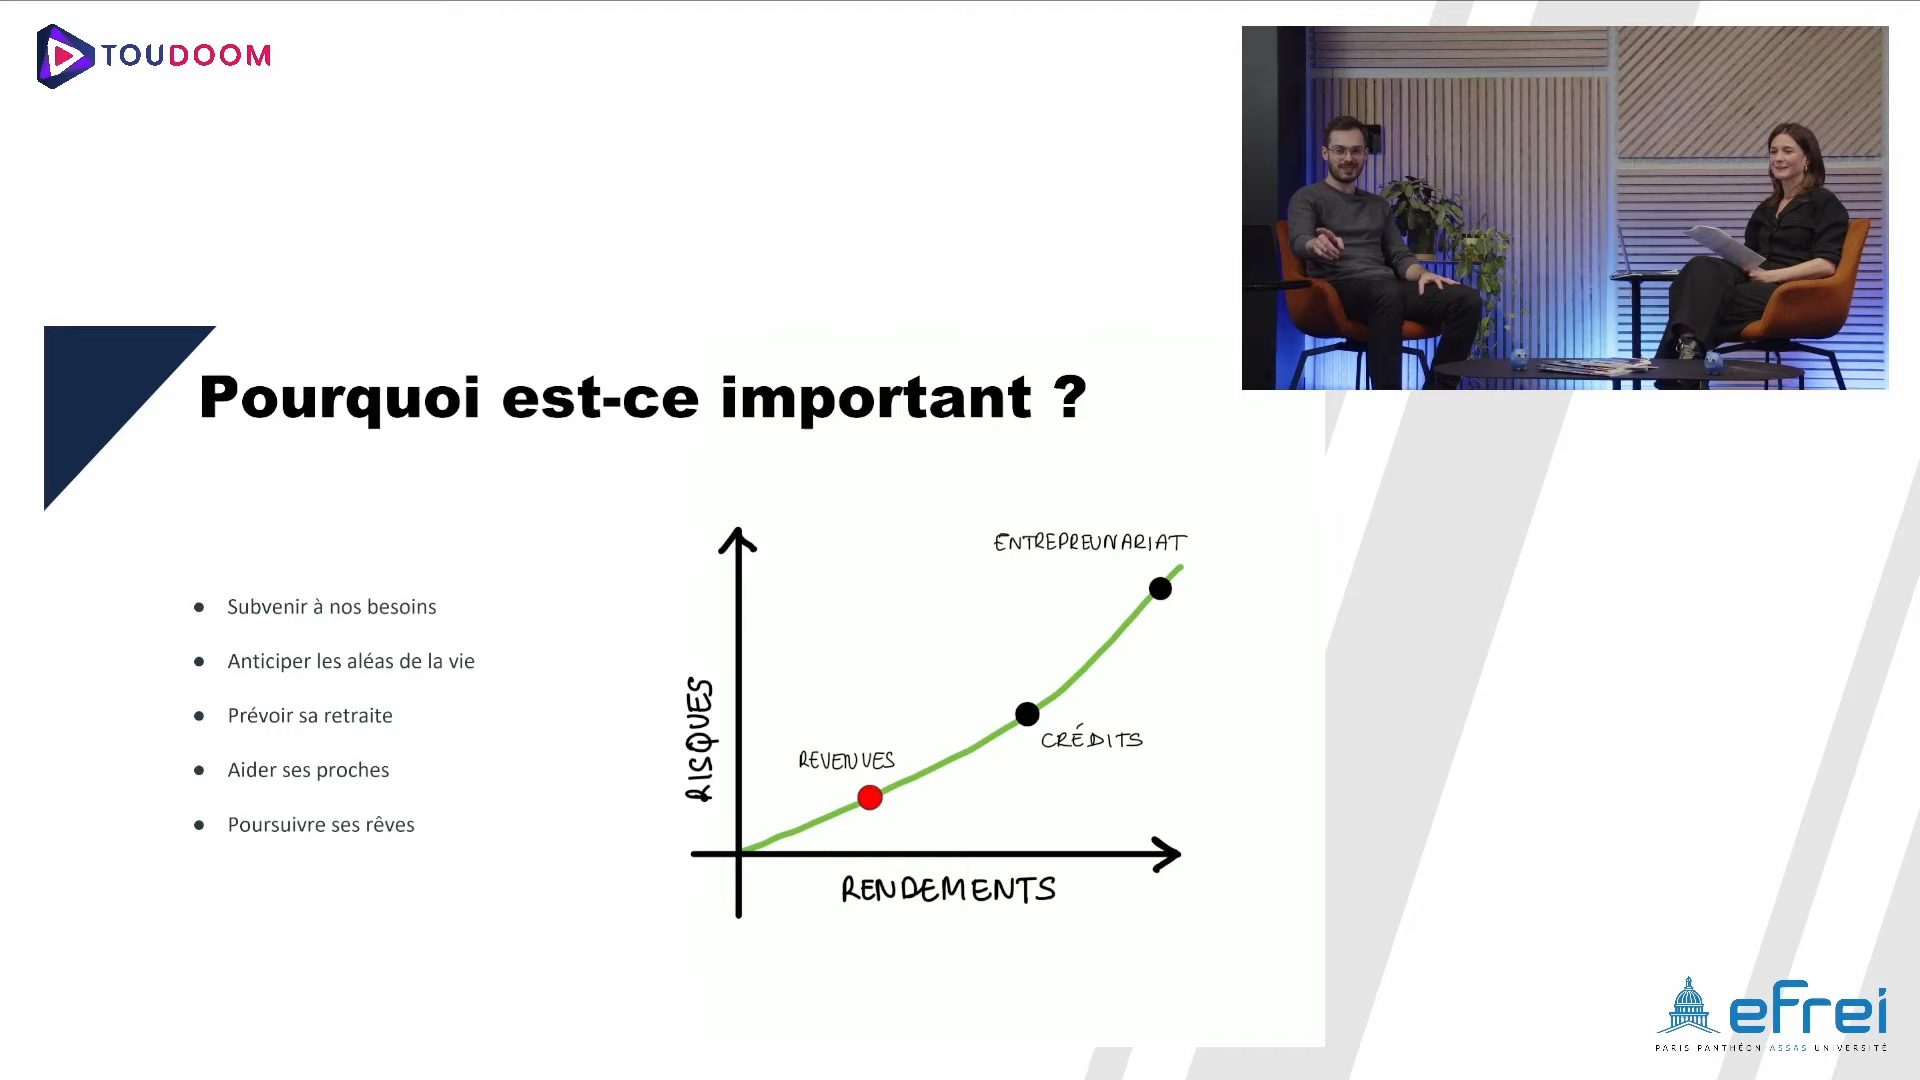 TOUDOOM
Pourquoi est-ce important ?
Subvenir à nos besoins
Anticiper les aléas de la vie
Prévoir sa retraite
Aider ses proches
Poursuivre ses rêves
ENTREPREUNARIAT
CRÉDITS
REVENUES
RISQUES
RENDEMENTS
efrei
PARIS PANTHÉON ASSAS UNIVERSITÉ